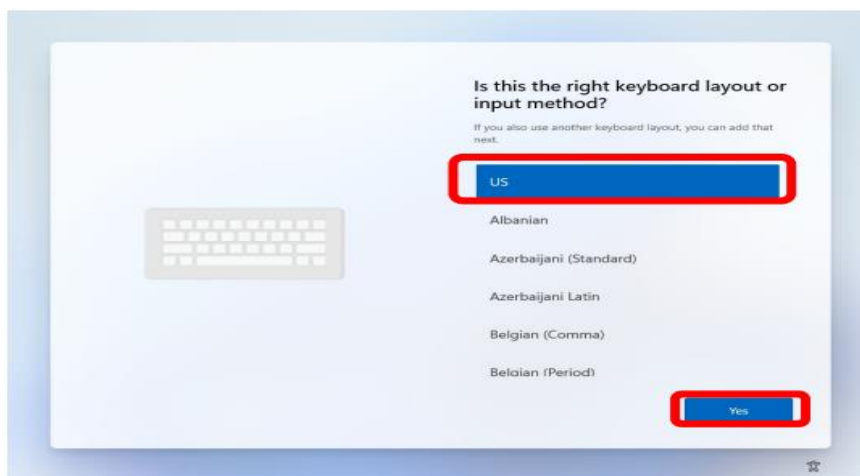 Is this the right keyboard layout or
input method?
If you also use another keyboard layout, you can add that
next.
US
Albanian
Azerbaijani (Standard)
Azerbaijani Latin
Belgian (Comma)
Belgian (Period)
Yes